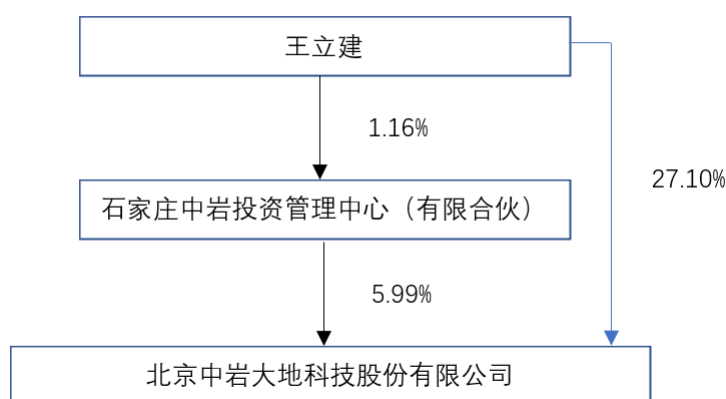 王立建
1.16%
27.10%
石家庄中岩投资管理中心（有限合伙）
5.99%
北京中岩大地科技股份有限公司